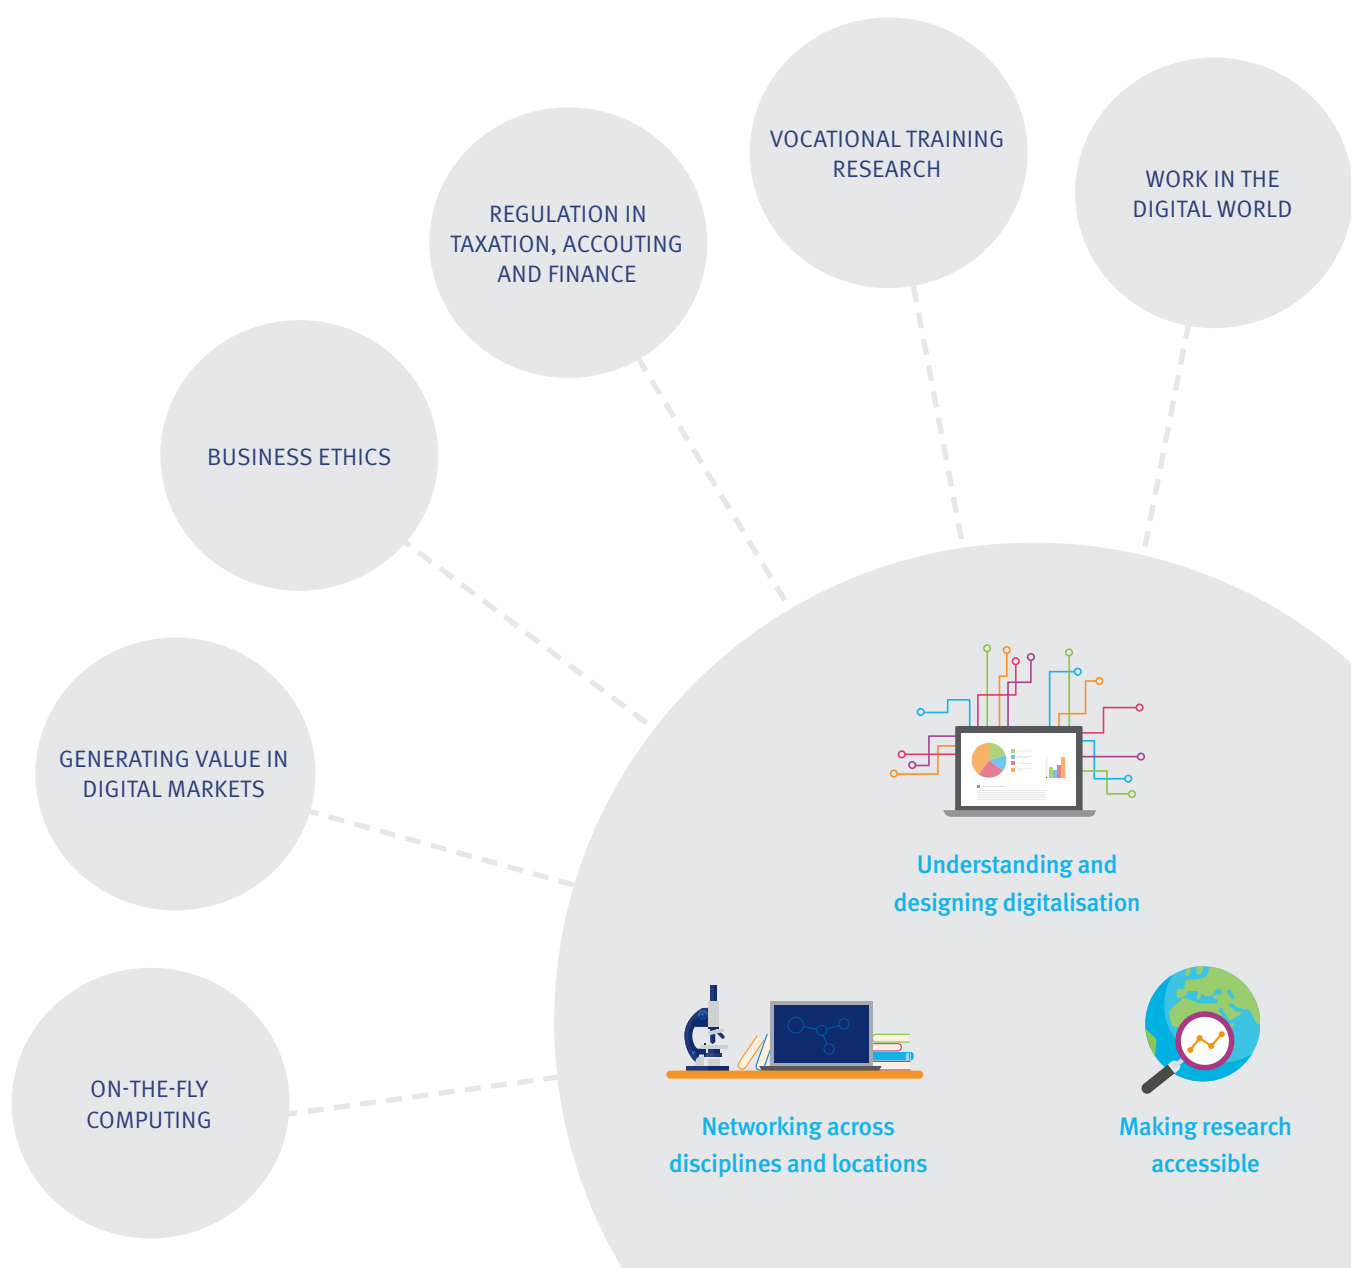 VOCATIONAL TRAINING
RESEARCH
WORK IN THE
DIGITAL WORLD
REGULATION IN
TAXATION, ACCOUTING
AND FINANCE
BUSINESS ETHICS
GENERATING VALUE IN
DIGITAL MARKETS
ON-THE-FLY
COMPUTING
Understanding and
designing digitalisation
Networking across
disciplines and locations
Making research
accessible